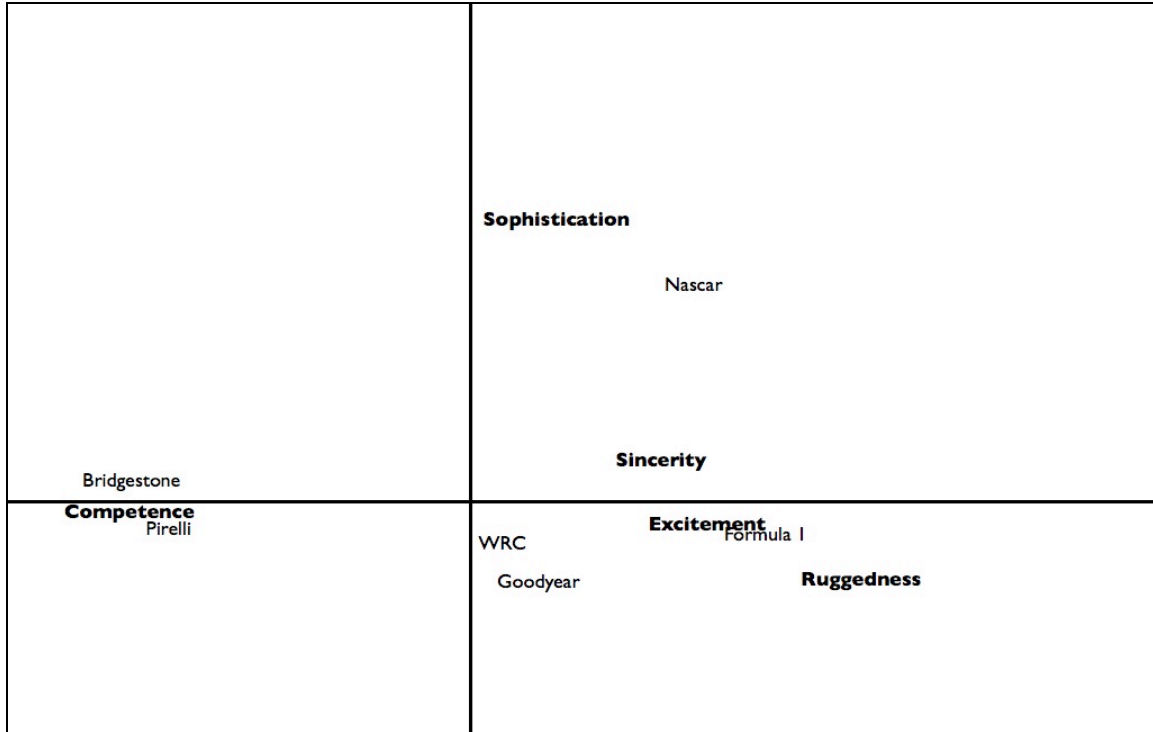 Sophistication
Nascar
Sincerity
Bridgestone
Competence
Pirelli
Excitement
Formula 1
WRC
Goodyear
Ruggedness